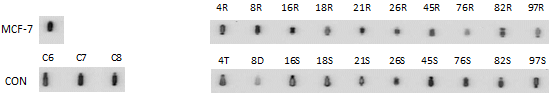 4R 8R 16R 18R 21R 26R 45R 76R 82R 97R
MCF-7
C6 C7 C8 4T 8D 16S 18S 21S 26S 45S 76S 82S 97S
CON